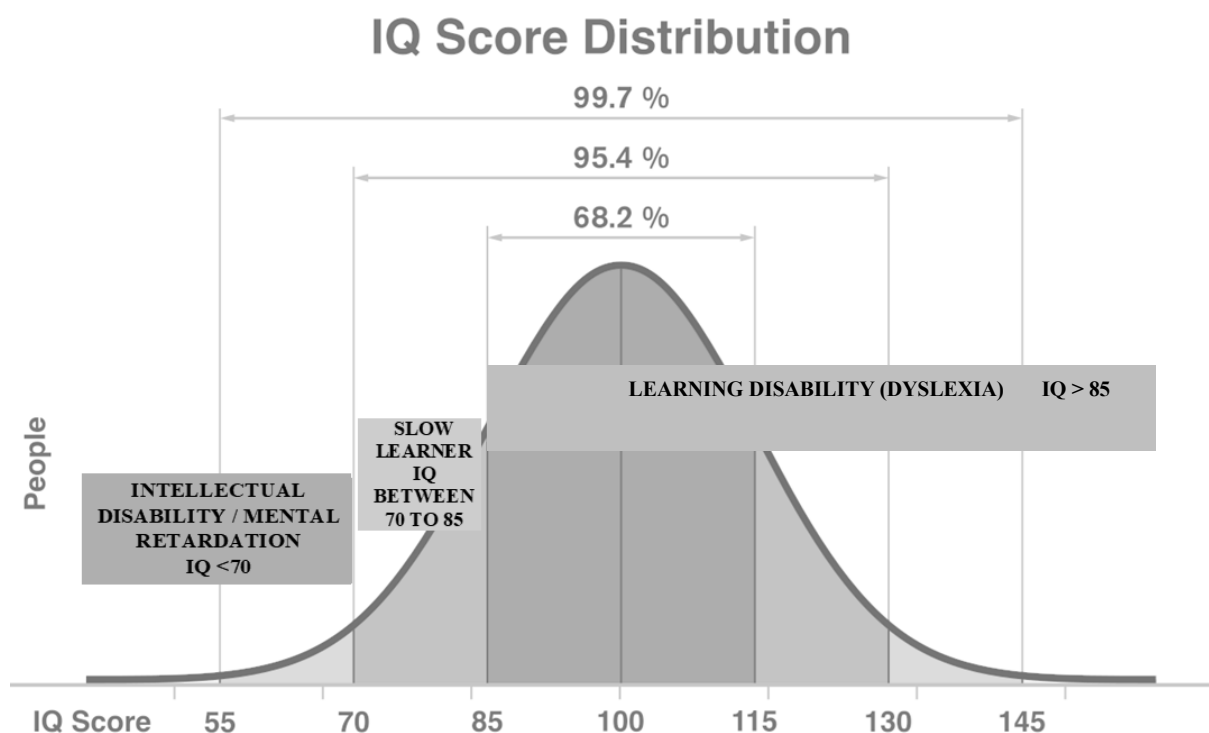 IQ Score Distribution
99.7 %
95.4 %
68.2 %
LEARNING DISABILITY (DYSLEXIA) IQ > 85
SLOW
LEARNER
IQ
BETWEEN
70 TO 85
INTELLECTUAL
DISABILITY / MENTAL
RETARDATION
IQ <70
People
IQ Score 55 70 85 100 115 130 145